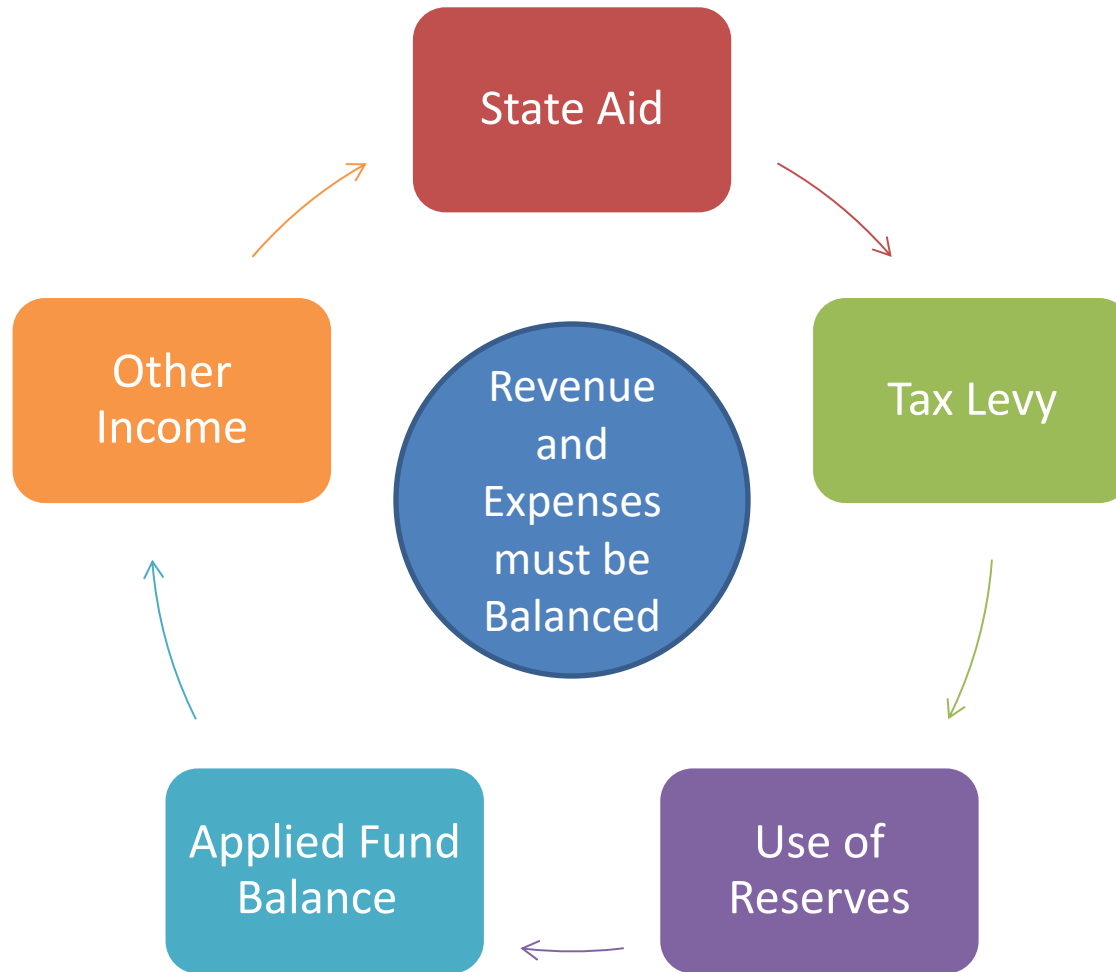 State Aid
Tax Levy
Use of
Reserves
Applied Fund
Balance
Other
Income
Revenue
and
Expenses
must be
Balanced